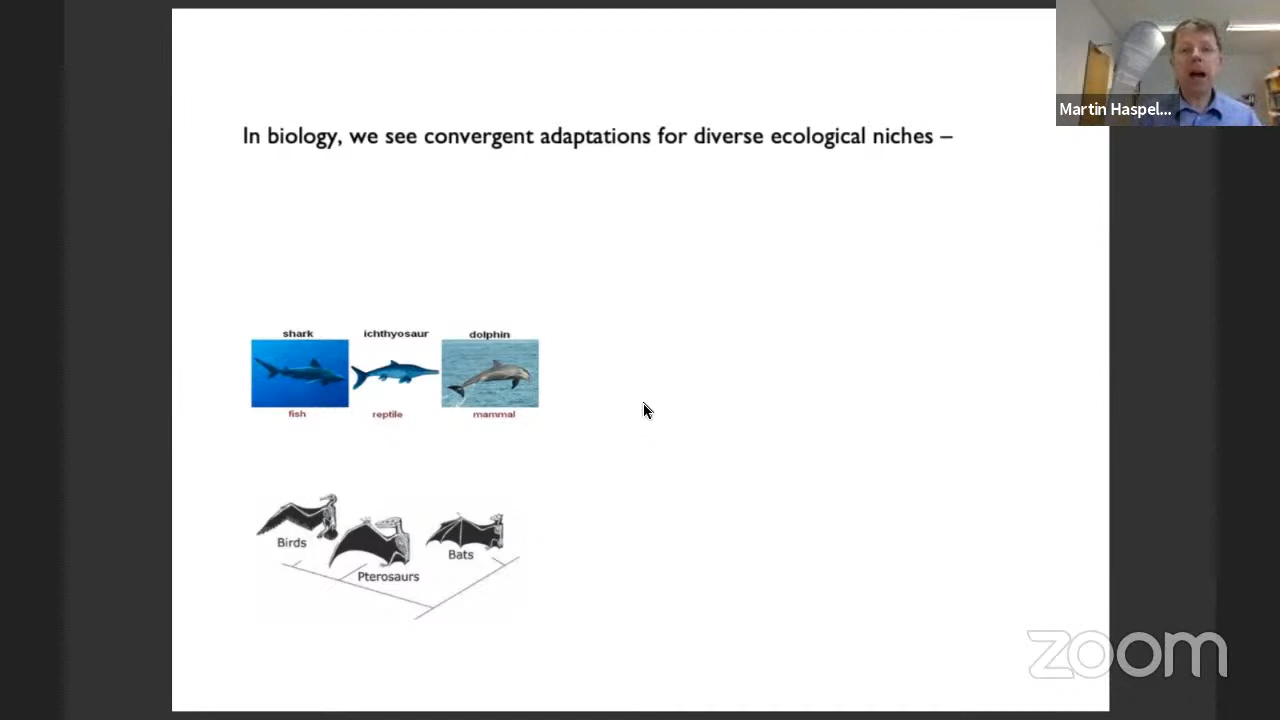 Martin Haspel...
In biology, we see convergent adaptations for diverse ecological niches –
shark ichthyosaur dolphin
fish reptile mammal
Birds
Bats
Pterosaurs
zoom